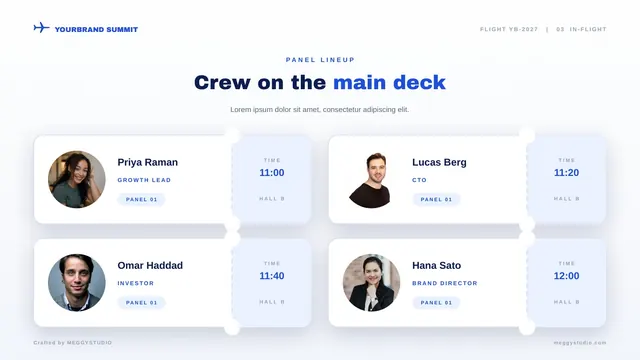 YOURBRAND SUMMIT
FLIGHT YB-2027 | 03 IN-FLIGHT
PANEL LINEUP
Crew on the main deck
Lorem ipsum dolor sit amet, consectetur adipiscing elit.
Priya Raman
GROWTH LEAD
PANEL 01
TIME
11:00
HALL B
Lucas Berg
CTO
PANEL 01
TIME
11:20
HALL B
Omar Haddad
INVESTOR
PANEL 01
TIME
11:40
HALL B
Hana Sato
BRAND DIRECTOR
PANEL 01
TIME
12:00
HALL B
Crafted by MEGGYSTUDIO
meggystudio.com